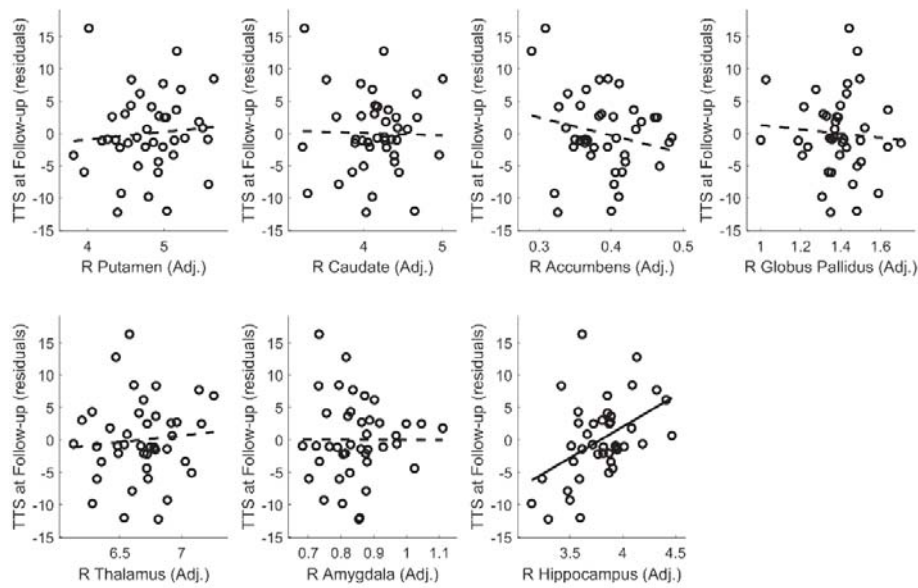 TTS at Follow-up (residuals)
15
10
5
0
-5
-10
-15
4 5
R Putamen (Adj.)
TTS at Follow-up (residuals)
15
10
5
0
-5
-10
-15
4 5
R Caudate (Adj.)
TTS at Follow-up (residuals)
15
10
5
0
-5
-10
-15
0.3 0.4 0.5
R Accumbens (Adj.)
TTS at Follow-up (residuals)
15
10
5
0
-5
-10
-15
1 1.2 1.4 1.6
R Globus Pallidus (Adj.)
TTS at Follow-up (residuals)
15
10
5
0
-5
-10
-15
6.5 7
R Thalamus (Adj.)
TTS at Follow-up (residuals)
15
10
5
0
-5
-10
-15
0.7 0.8 0.9 1 1.1
R Amygdala (Adj.)
TTS at Follow-up (residuals)
15
10
5
0
-5
-10
-15
3.5 4 4.5
R Hippocampus (Adj.)